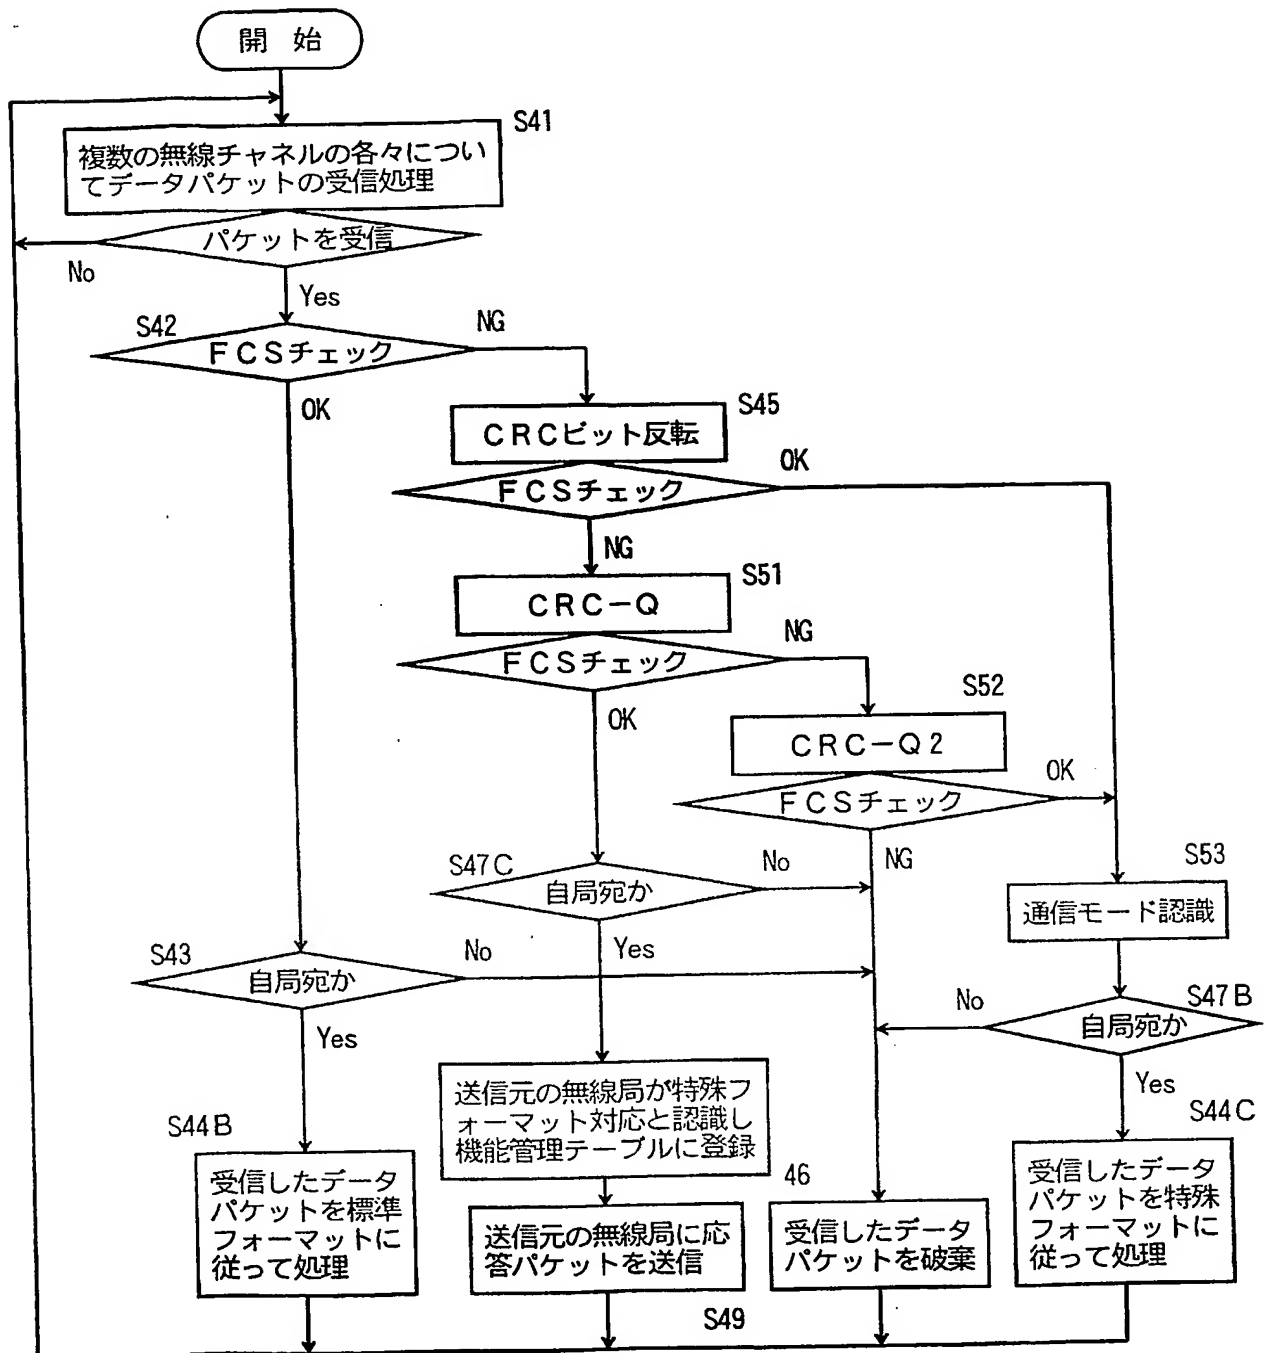 開 始
S41
複数の無線チャネルの各々につい
てデータパケットの受信処理
パケットを受信
No
Yes
S42
NG
FCSチェック
OK
S45
CRCビット反転
OK
FCSチェック
NG
S51
CRC-Q
NG
FCSチェック
S52
OK
CRC-Q2
OK
FCSチェック
NG
S47C
No
自局宛か
S53
通信モード認識
Yes
S43
No
自局宛か
S47B
No
自局宛か
Yes
Yes
送信元の無線局が特殊フ
ォーマット対応と認識し
機能管理テーブルに登録
S44B
受信したデータ
パケットを標準
フォーマットに
従って処理
送信元の無線局に応
答パケットを送信
S49
46
受信したデータ
パケットを破棄
S44C
受信したデータ
パケットを特殊
フォーマットに
従って処理